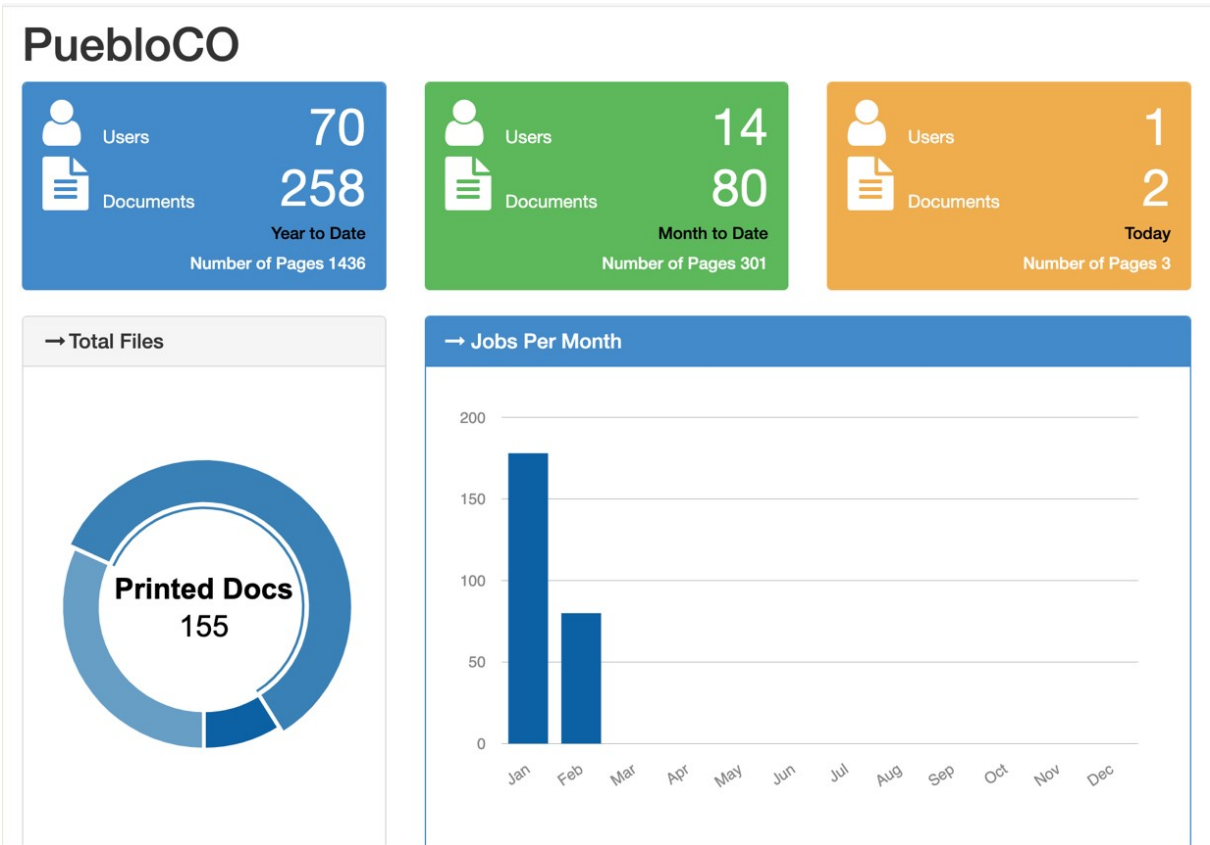 PuebloCO
Users 70
Documents 258
Year to Date
Number of Pages 1436
Users 14
Documents 80
Month to Date
Number of Pages 301
Users 1
Documents 2
Today
Number of Pages 3
→ Total Files
Printed Docs
155
→ Jobs Per Month
200
150
100
50
0
Jan Feb Mar Apr May Jun Jul Aug Sep Oct Nov Dec